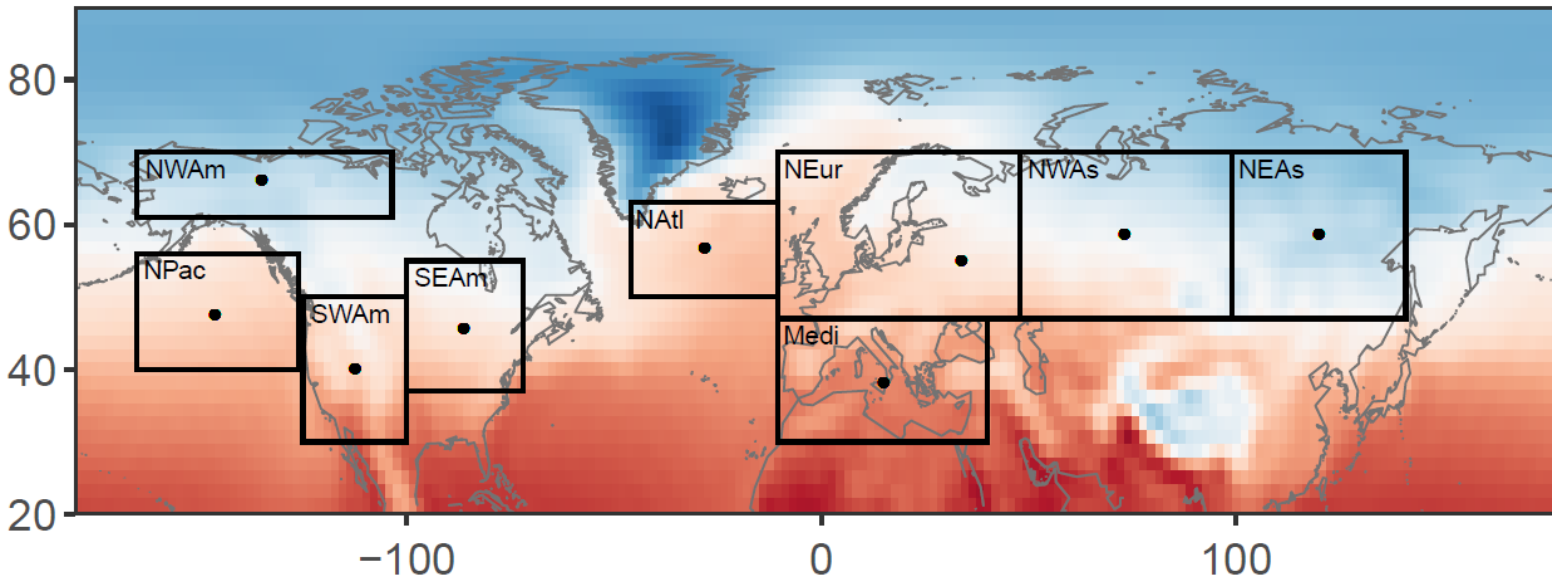 80
60
40
20
NWAm
NPac
SWAm
SEAm
NAtl
NEur
NWAs
NEAs
Medi
−100
0
100